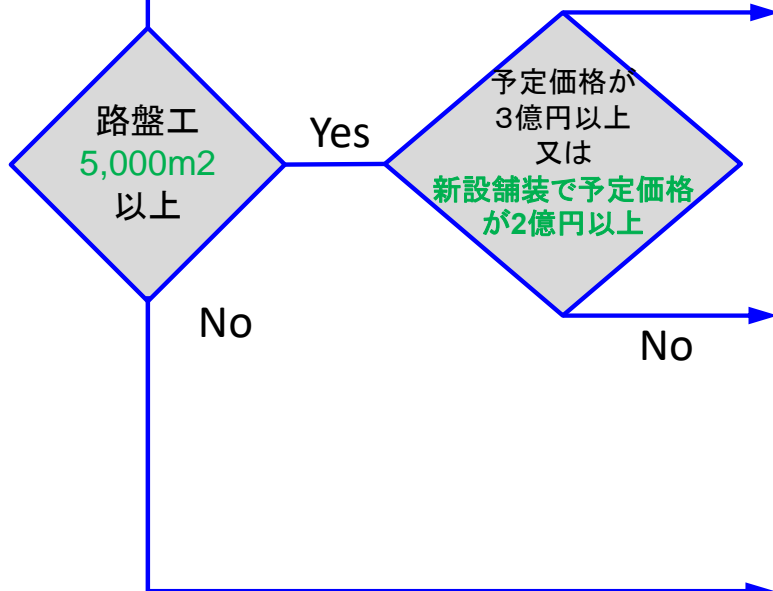 路盤工
5,000m2
以上
Yes
No
予定価格が
3億円以上
又は
新設舗装で予定価格
が2億円以上
No